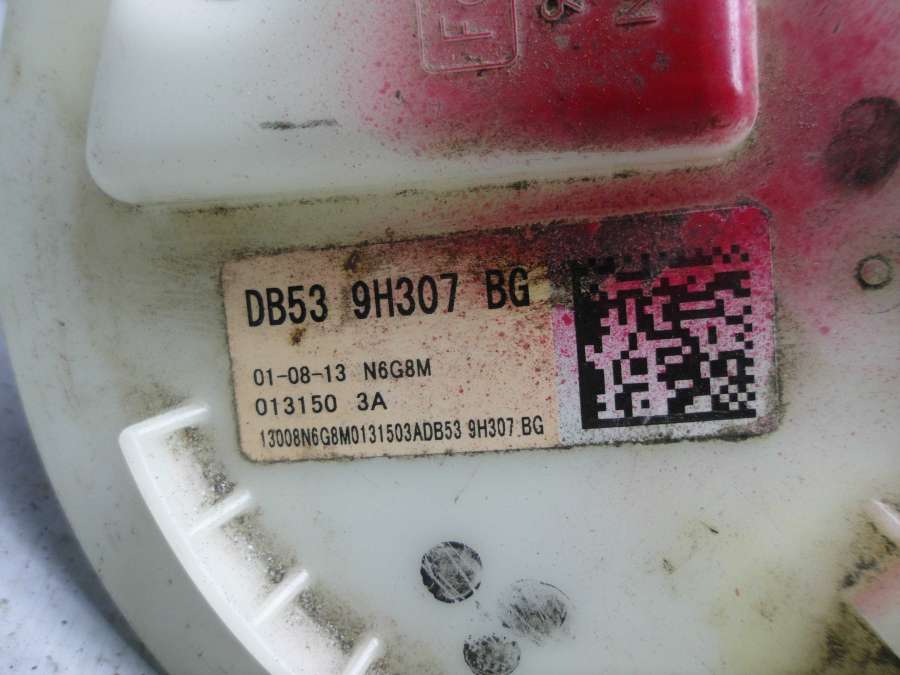 DB53 9H307 BG
01-08-13 N6G8M
013150 3A
13008N6G8M0131503ADB53 9H307 BG